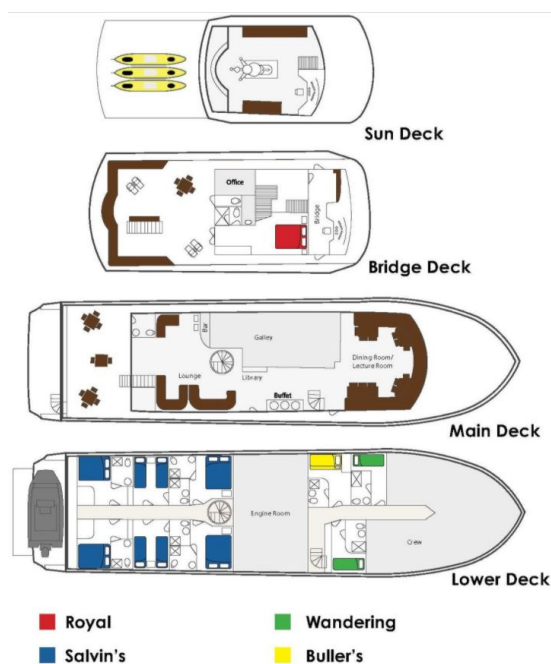 Sun Deck
Office
Bridge
Bridge Deck
Bar
Galley
Dining Room/
Lecture Room
Lounge
Library
Buffet
Main Deck
Engine Room
Crew
Lower Deck
Royal
Wandering
Salvin's
Buller's